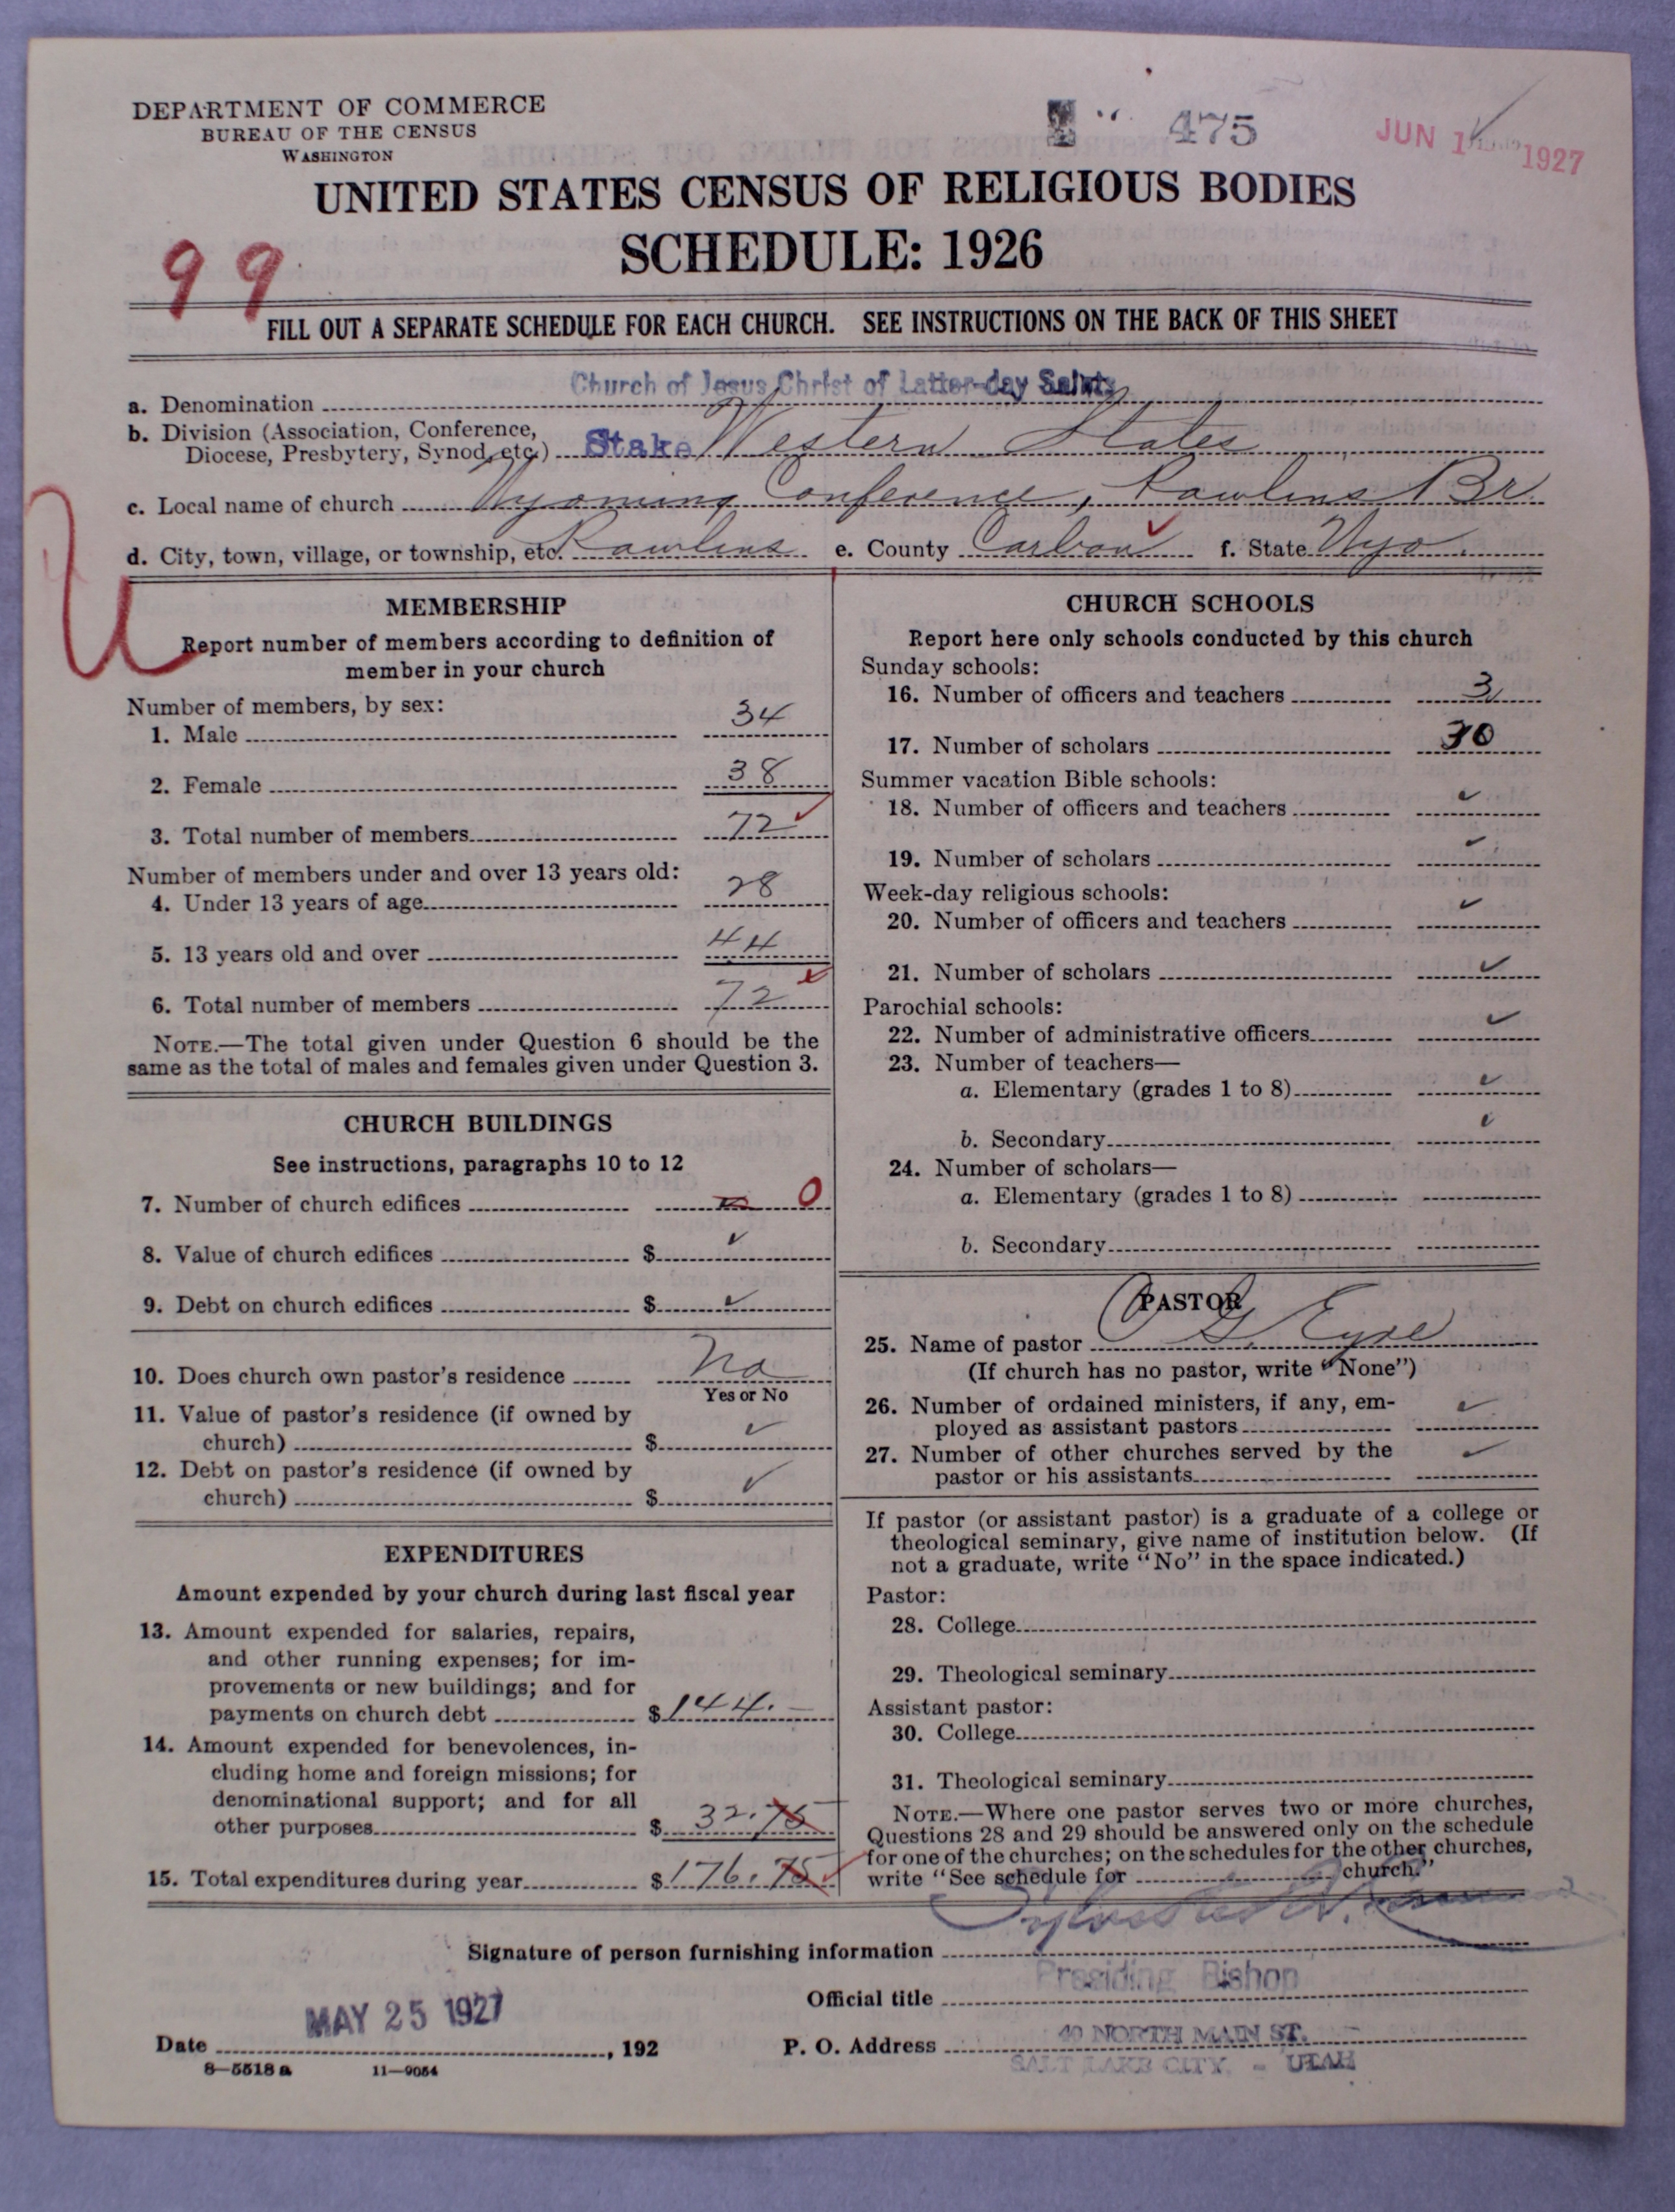 DEPARTMENT OF COMMERCE
BUREAU OF THE CENSUS
WASHINGTON
475
JUN 1 1927
UNITED STATES CENSUS OF RELIGIOUS BODIES
SCHEDULE: 1926
99
FILL OUT A SEPARATE SCHEDULE FOR EACH CHURCH. SEE INSTRUCTIONS ON THE BACK OF THIS SHEET
a. Denomination Church of Jesus Christ of Latter-day Saints
b. Division (Association, Conference,
Diocese, Presbytery, Synod, etc.) Stake Western States
c. Local name of church Wyoming Conference, Rawlins Br.
d. City, town, village, or township, etc. Rawlins e. County Carbon f. State Wyo.
MEMBERSHIP
Report number of members according to definition of
member in your church
Number of members, by sex:
1. Male 34
2. Female 38
3. Total number of members 72
Number of members under and over 13 years old:
4. Under 13 years of age 28
5. 13 years old and over 44
6. Total number of members 72
NOTE.—The total given under Question 6 should be the
same as the total of males and females given under Question 3.
CHURCH BUILDINGS
See instructions, paragraphs 10 to 12
7. Number of church edifices 0
8. Value of church edifices $ ✓
9. Debt on church edifices $ ✓
10. Does church own pastor's residence No
Yes or No
11. Value of pastor's residence (if owned by
church) $ ✓
12. Debt on pastor's residence (if owned by
church) $ ✓
EXPENDITURES
Amount expended by your church during last fiscal year
13. Amount expended for salaries, repairs,
and other running expenses; for im-
provements or new buildings; and for
payments on church debt $144.—
14. Amount expended for benevolences, in-
cluding home and foreign missions; for
denominational support; and for all
other purposes $ 32.75
15. Total expenditures during year $176.75
CHURCH SCHOOLS
Report here only schools conducted by this church
Sunday schools:
16. Number of officers and teachers 3
17. Number of scholars 30
Summer vacation Bible schools:
18. Number of officers and teachers ✓
19. Number of scholars ✓
Week-day religious schools:
20. Number of officers and teachers ✓
21. Number of scholars ✓
Parochial schools:
22. Number of administrative officers ✓
23. Number of teachers—
a. Elementary (grades 1 to 8) ✓
b. Secondary ✓
24. Number of scholars—
a. Elementary (grades 1 to 8)
b. Secondary
PASTOR
25. Name of pastor G Eyre
(If church has no pastor, write "None")
26. Number of ordained ministers, if any, em-
ployed as assistant pastors ✓
27. Number of other churches served by the
pastor or his assistants ✓
If pastor (or assistant pastor) is a graduate of a college or
theological seminary, give name of institution below. (If
not a graduate, write "No" in the space indicated.)
Pastor:
28. College
29. Theological seminary
Assistant pastor:
30. College
31. Theological seminary
NOTE.—Where one pastor serves two or more churches,
Questions 28 and 29 should be answered only on the schedule
for one of the churches; on the schedules for the other churches,
write "See schedule for church."
Signature of person furnishing information
Official title Presiding Bishop
Date MAY 25 1927, 192
P. O. Address 40 NORTH MAIN ST.
SALT LAKE CITY, - UTAH
8—5518 a 11—9054